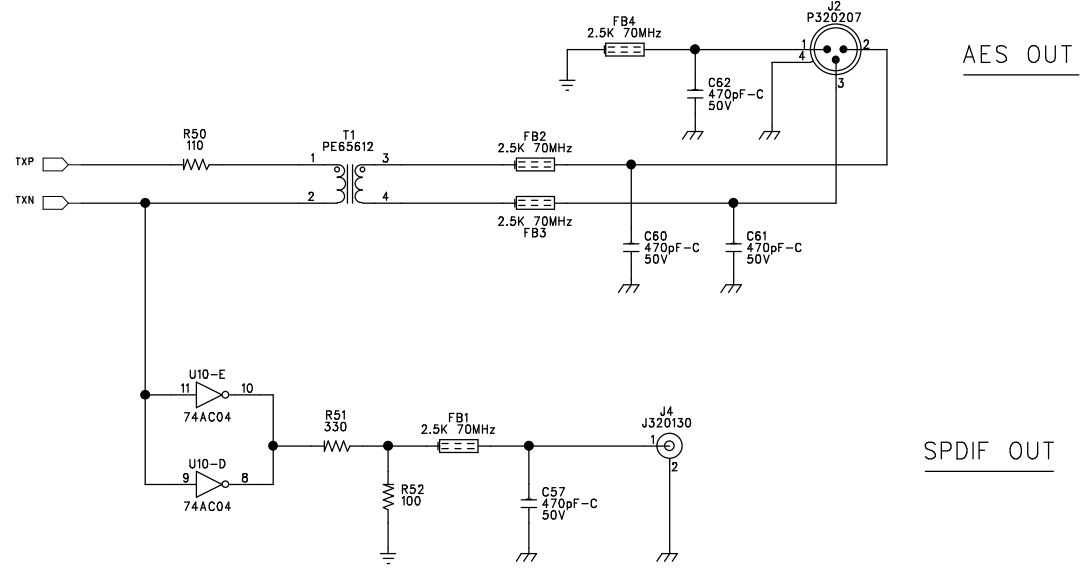 J2
P320207
FB4
2.5K 70MHz
1
2
4
3
AES OUT
C62
470pF-C
50V
R50
110
T1
PE65612
FB2
2.5K 70MHz
TXP
1
3
TXN
2
4
2.5K 70MHz
FB3
C60
470pF-C
50V
C61
470pF-C
50V
U10-E
11
10
74AC04
R51
330
FB1
2.5K 70MHz
J4
J320130
1
2
SPDIF OUT
U10-D
9
8
74AC04
R52
100
C57
470pF-C
50V